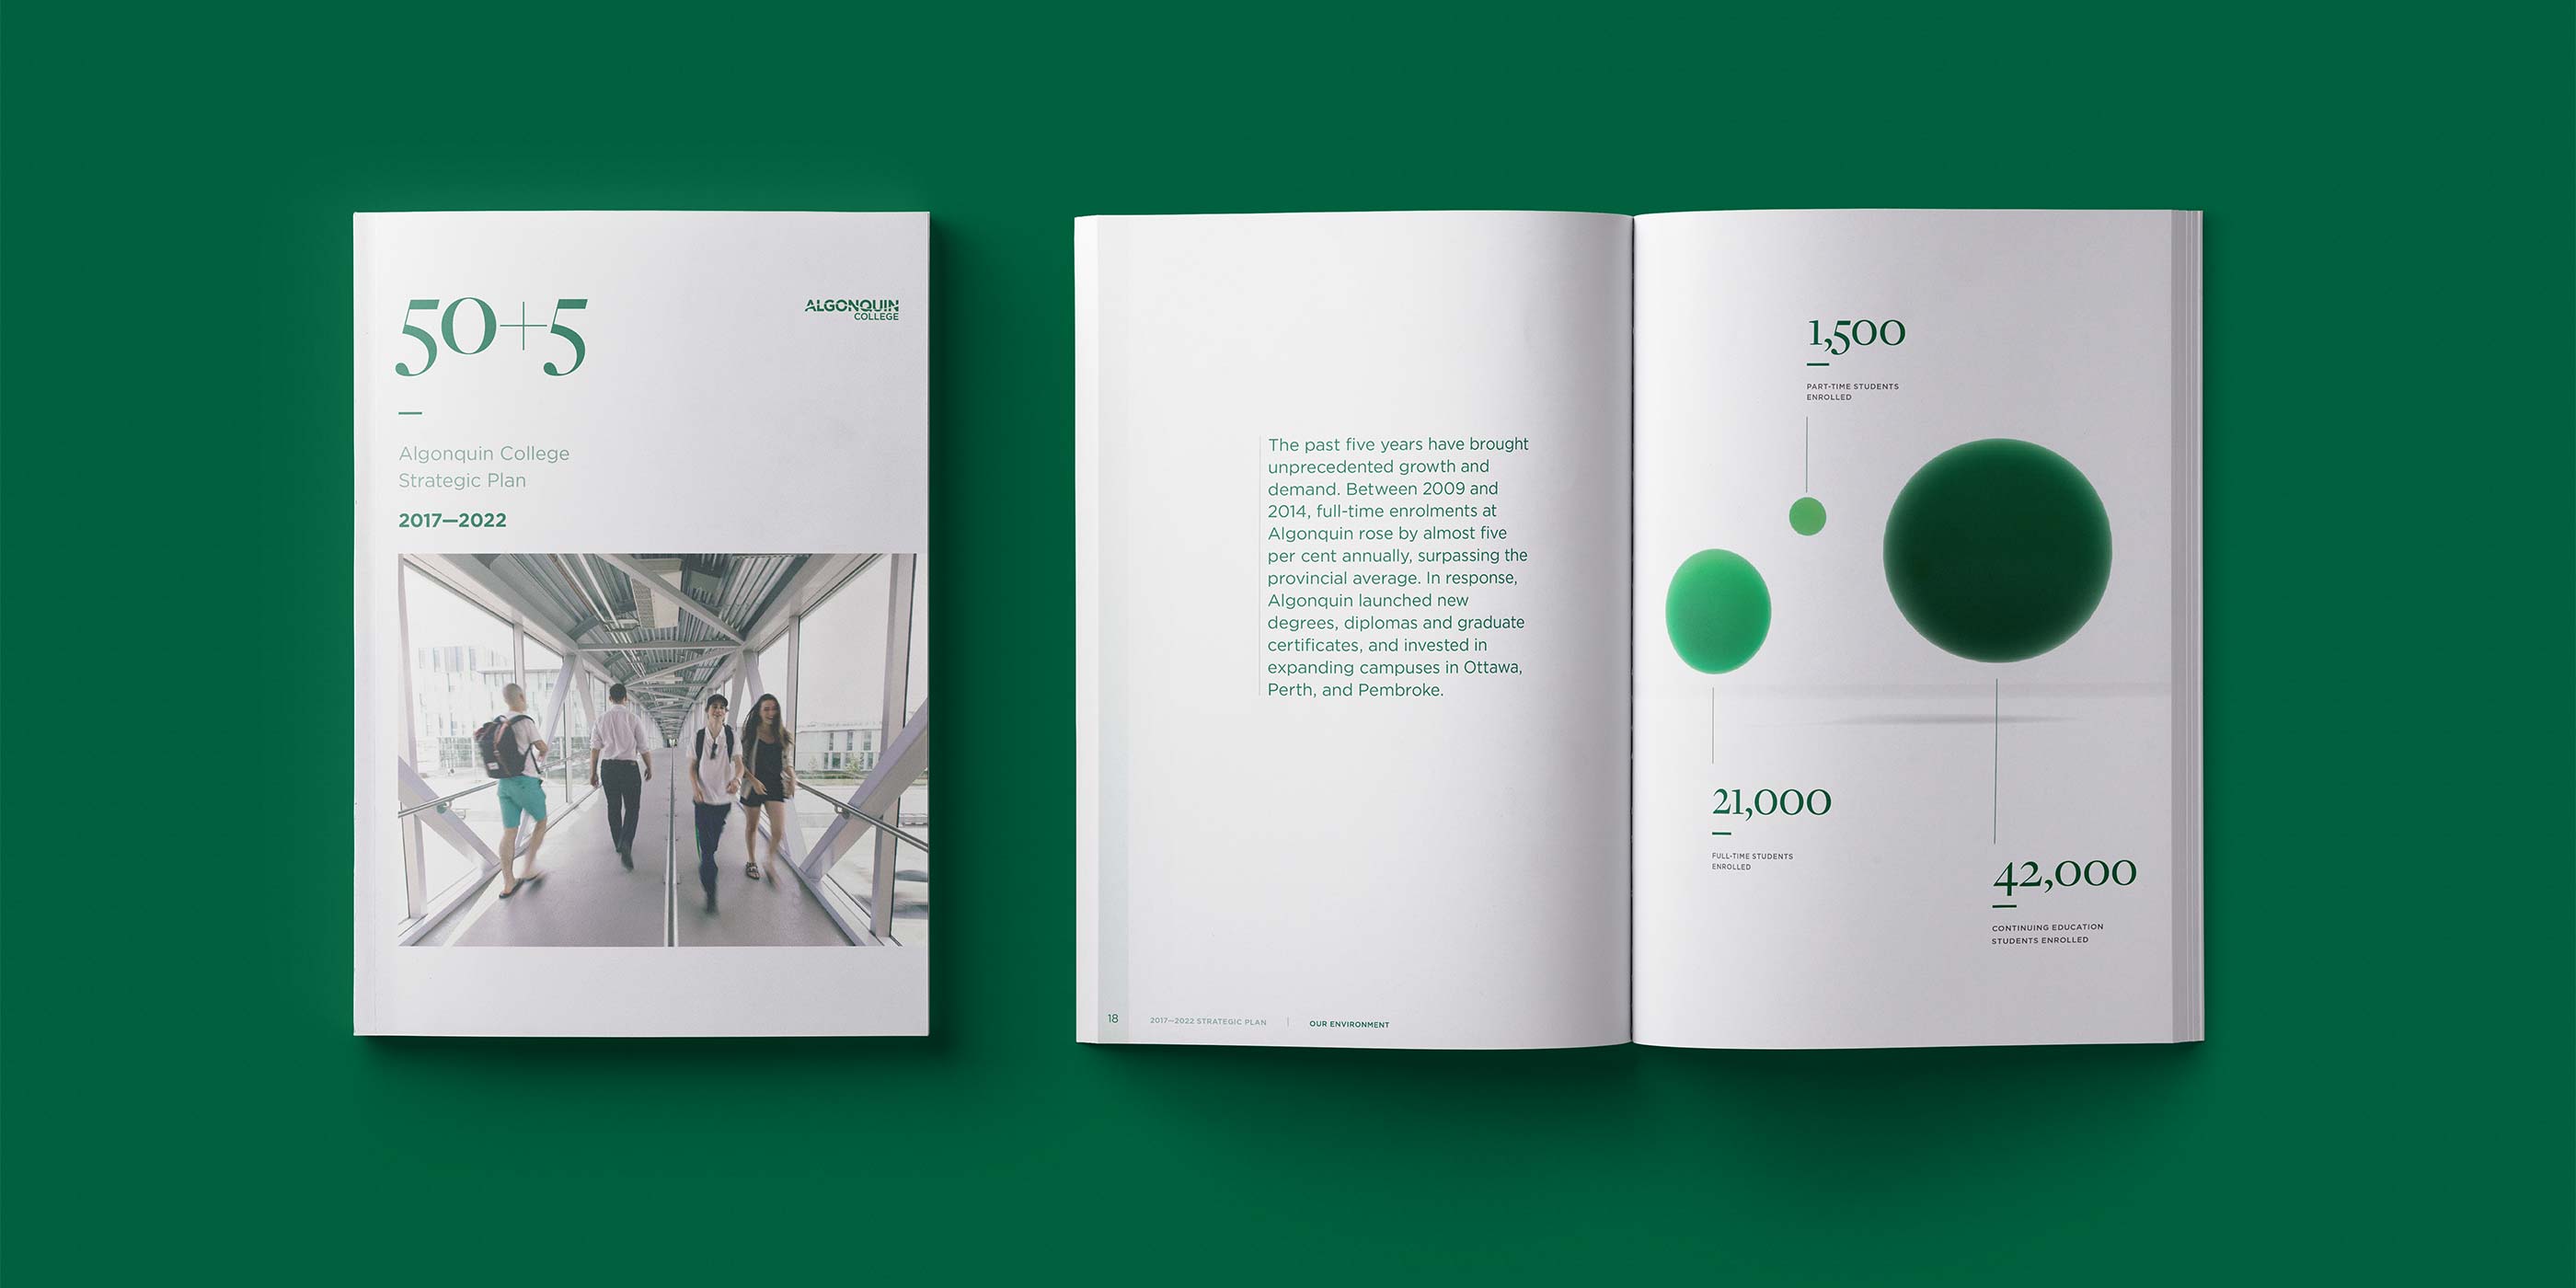 50+5
ALGONQUIN
COLLEGE
Algonquin College
Strategic Plan
2017—2022
The past five years have brought
unprecedented growth and
demand. Between 2009 and
2014, full-time enrolments at
Algonquin rose by almost five
per cent annually, surpassing the
provincial average. In response,
Algonquin launched new
degrees, diplomas and graduate
certificates, and invested in
expanding campuses in Ottawa,
Perth, and Pembroke.
18 2017—2022 STRATEGIC PLAN | OUR ENVIRONMENT
1,500
PART-TIME STUDENTS
ENROLLED
21,000
FULL-TIME STUDENTS
ENROLLED
42,000
CONTINUING EDUCATION
STUDENTS ENROLLED